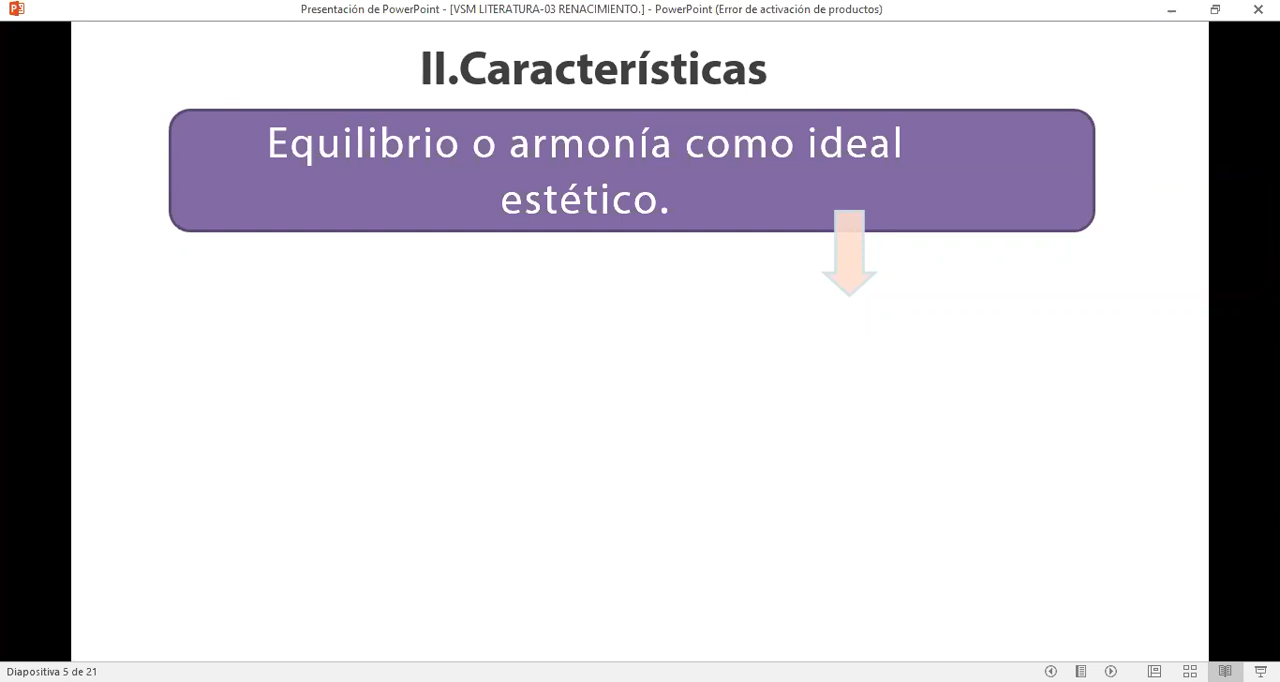 Presentación de PowerPoint - [VSM LITERATURA-03 RENACIMIENTO.] - PowerPoint (Error de activación de productos)
II.Características
Equilibrio o armonía como ideal
estético.
Diapositiva 5 de 21